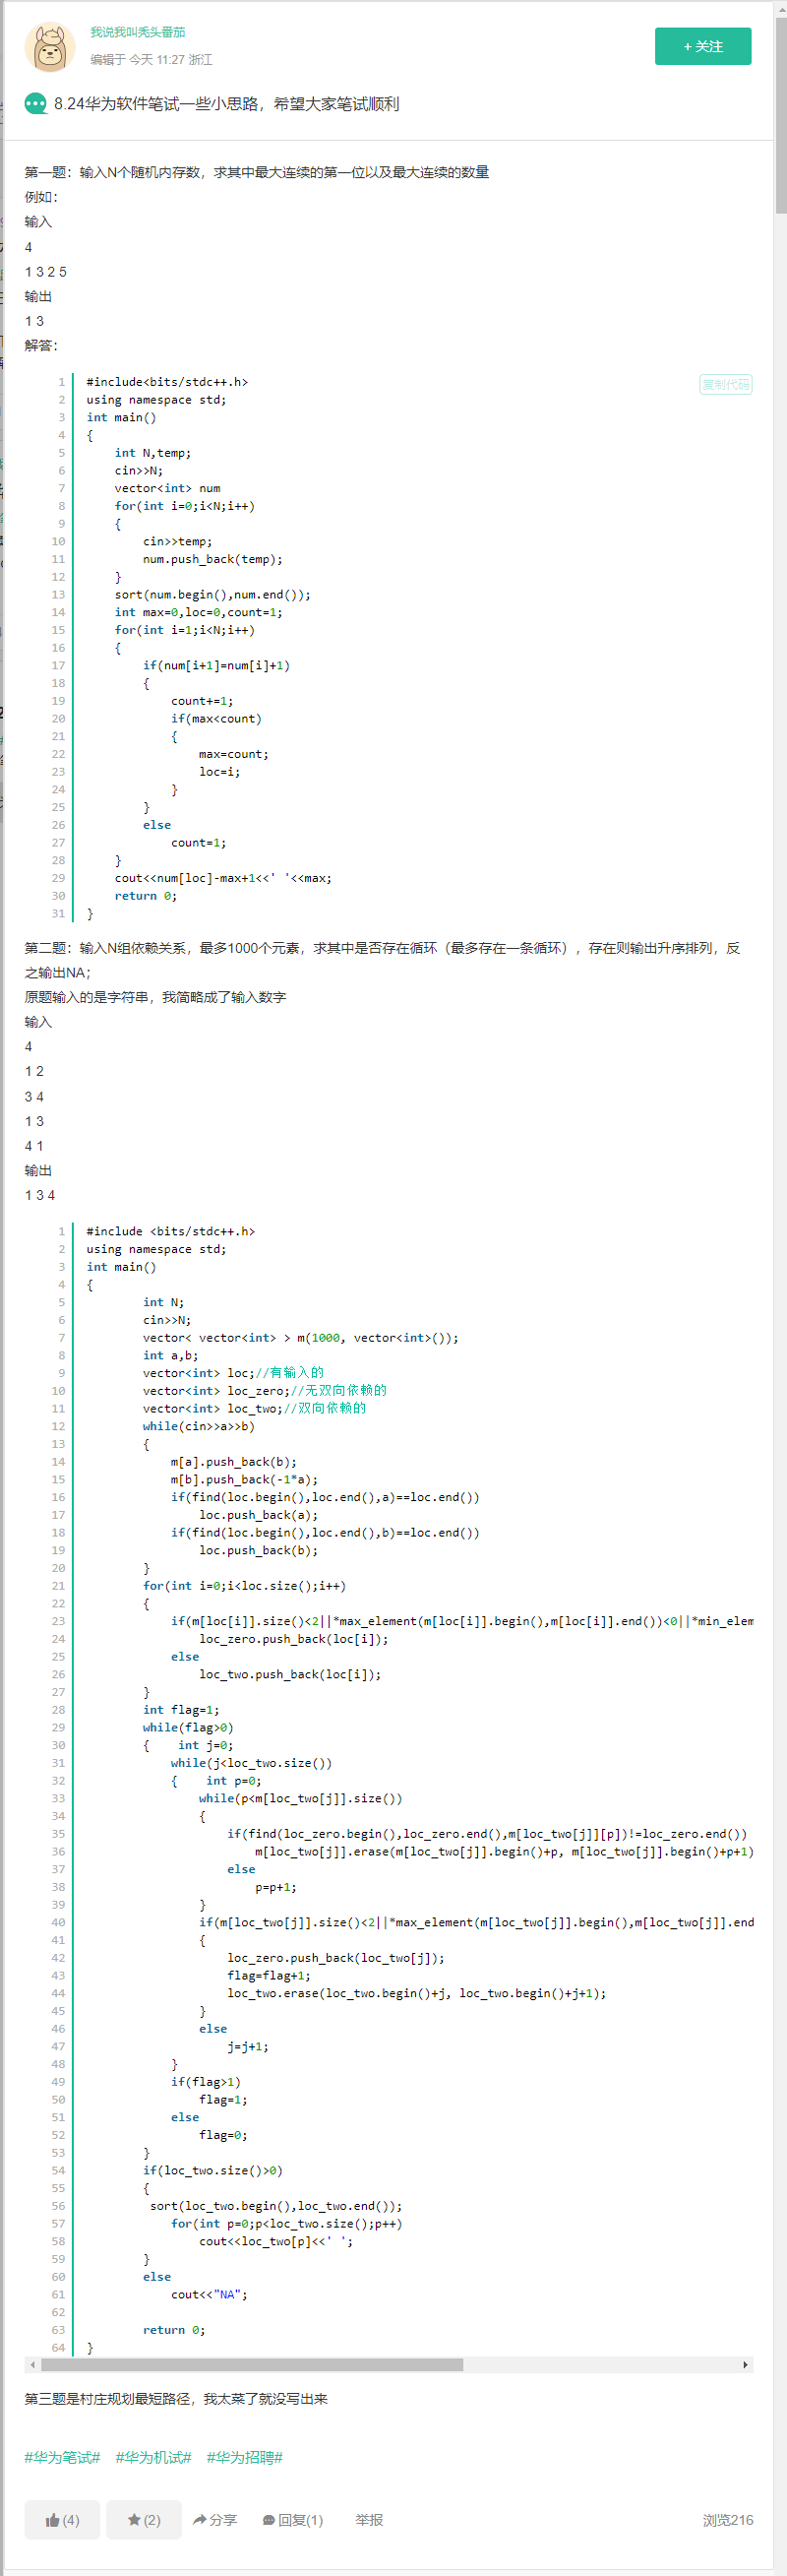 我说我叫秃头番茄
编辑于 今天 11:27 浙江
+ 关注
8.24华为软件笔试一些小思路，希望大家笔试顺利
第一题：输入N个随机内存数，求其中最大连续的第一位以及最大连续的数量
例如：
输入
4
1 3 2 5
输出
1 3
解答：
复制代码
1 #include<bits/stdc++.h>
2 using namespace std;
3 int main()
4 {
5     int N,temp;
6     cin>>N;
7     vector<int> num
8     for(int i=0;i<N;i++)
9     {
10         cin>>temp;
11         num.push_back(temp);
12     }
13     sort(num.begin(),num.end());
14     int max=0,loc=0,count=1;
15     for(int i=1;i<N;i++)
16     {
17         if(num[i+1]=num[i]+1)
18         {
19             count+=1;
20             if(max<count)
21             {
22                 max=count;
23                 loc=i;
24             }
25         }
26         else
27             count=1;
28     }
29     cout<<num[loc]-max+1<<' '<<max;
30     return 0;
31 }
第二题：输入N组依赖关系，最多1000个元素，求其中是否存在循环（最多存在一条循环），存在则输出升序排列，反
之输出NA；
原题输入的是字符串，我简略成了输入数字
输入
4
1 2
3 4
1 3
4 1
输出
1 3 4
1 #include <bits/stdc++.h>
2 using namespace std;
3 int main()
4 {
5         int N;
6         cin>>N;
7         vector< vector<int> > m(1000, vector<int>());
8         int a,b;
9         vector<int> loc;//有输入的
10         vector<int> loc_zero;//无双向依赖的
11         vector<int> loc_two;//双向依赖的
12         while(cin>>a>>b)
13         {
14             m[a].push_back(b);
15             m[b].push_back(-1*a);
16             if(find(loc.begin(),loc.end(),a)==loc.end())
17                 loc.push_back(a);
18             if(find(loc.begin(),loc.end(),b)==loc.end())
19                 loc.push_back(b);
20         }
21         for(int i=0;i<loc.size();i++)
22         {
23             if(m[loc[i]].size()<2||*max_element(m[loc[i]].begin(),m[loc[i]].end())<0||*min_elem
24                 loc_zero.push_back(loc[i]);
25             else
26                 loc_two.push_back(loc[i]);
27         }
28         int flag=1;
29         while(flag>0)
30         {    int j=0;
31             while(j<loc_two.size())
32             {    int p=0;
33                 while(p<m[loc_two[j]].size())
34                 {
35                     if(find(loc_zero.begin(),loc_zero.end(),m[loc_two[j]][p])!=loc_zero.end())
36                         m[loc_two[j]].erase(m[loc_two[j]].begin()+p, m[loc_two[j]].begin()+p+1)
37                     else
38                         p=p+1;
39                 }
40                 if(m[loc_two[j]].size()<2||*max_element(m[loc_two[j]].begin(),m[loc_two[j]].end
41                 {
42                     loc_zero.push_back(loc_two[j]);
43                     flag=flag+1;
44                     loc_two.erase(loc_two.begin()+j, loc_two.begin()+j+1);
45                 }
46                 else
47                     j=j+1;
48             }
49             if(flag>1)
50                 flag=1;
51             else
52                 flag=0;
53         }
54         if(loc_two.size()>0)
55         {
56          sort(loc_two.begin(),loc_two.end());
57             for(int p=0;p<loc_two.size();p++)
58                 cout<<loc_two[p]<<' ';
59         }
60         else
61             cout<<"NA";
62
63         return 0;
64 }
第三题是村庄规划最短路径，我太菜了就没写出来
#华为笔试# #华为机试# #华为招聘#
(4) (2) 分享 回复(1) 举报 浏览216